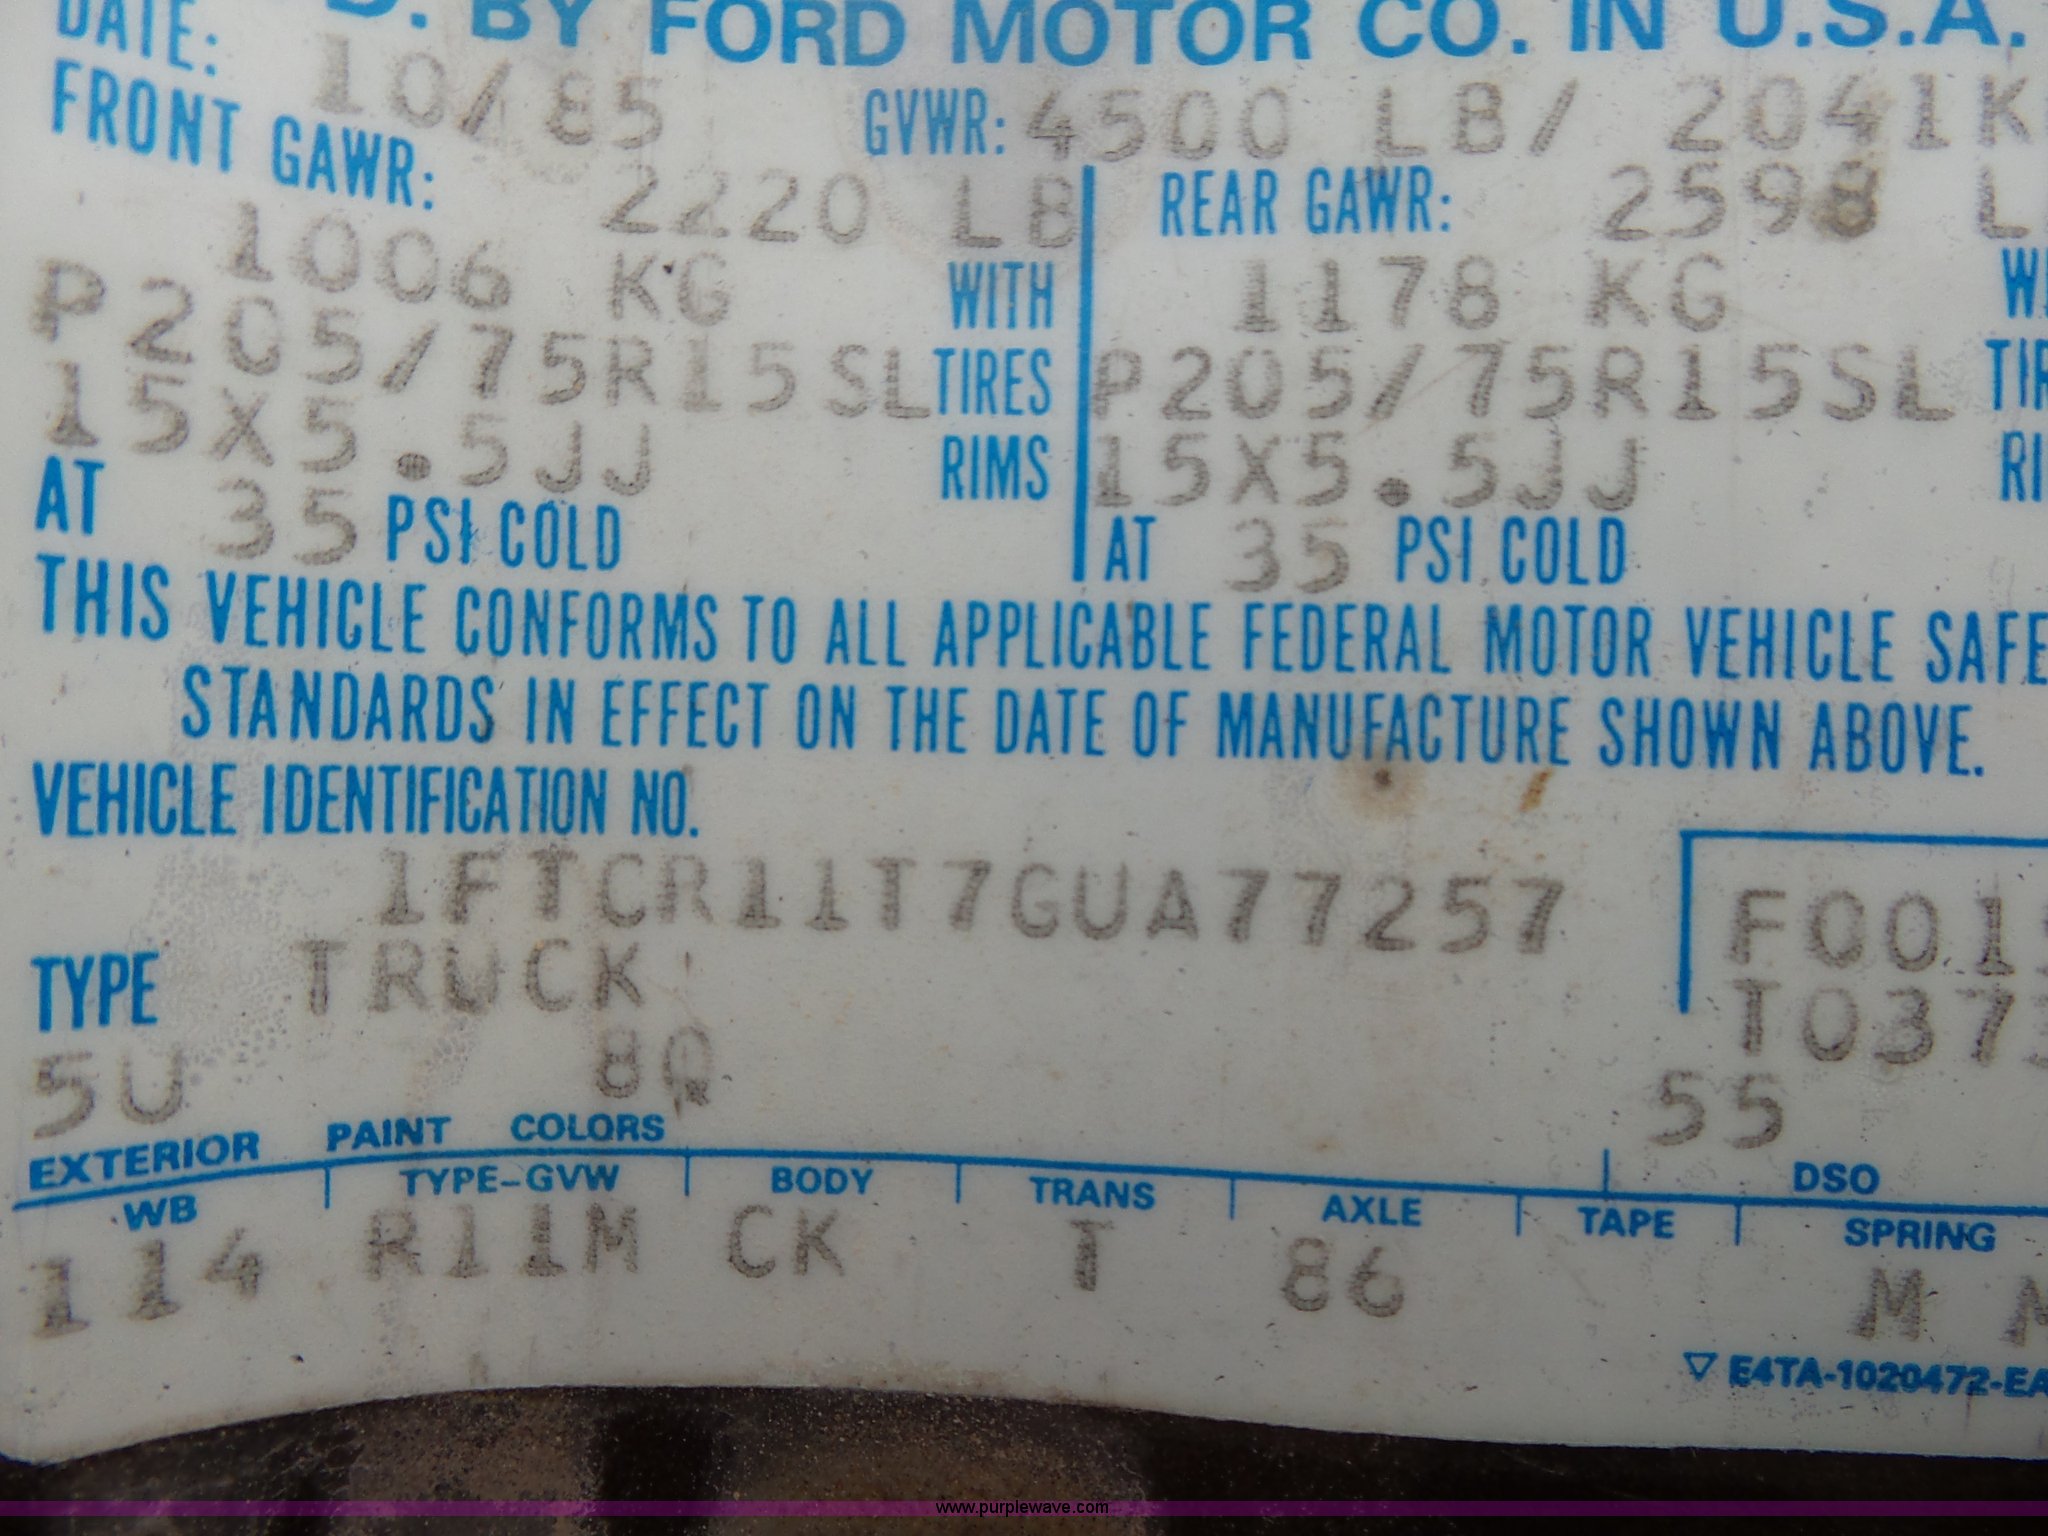 D. BY FORD MOTOR CO. IN U.S.A.
DATE: 10/85 GVWR: 4500 LB/ 2041K
FRONT GAWR: 2220 LB REAR GAWR: 2598 L
1006 KG WITH 1178 KG W
P205/75R15SL TIRES P205/75R15SL TIR
15X5.5JJ RIMS 15X5.5JJ RI
AT 35 PSI COLD AT 35 PSI COLD
THIS VEHICLE CONFORMS TO ALL APPLICABLE FEDERAL MOTOR VEHICLE SAFE
STANDARDS IN EFFECT ON THE DATE OF MANUFACTURE SHOWN ABOVE.
VEHICLE IDENTIFICATION NO.
1FTCR11T7GUA77257 F001
TYPE TRUCK T037
5U 8Q 55
EXTERIOR PAINT COLORS DSO
WB TYPE-GVW BODY TRANS AXLE TAPE SPRING
114 R11M CK T 86 M
▽ E4TA-1020472-EA
www.purplewave.com